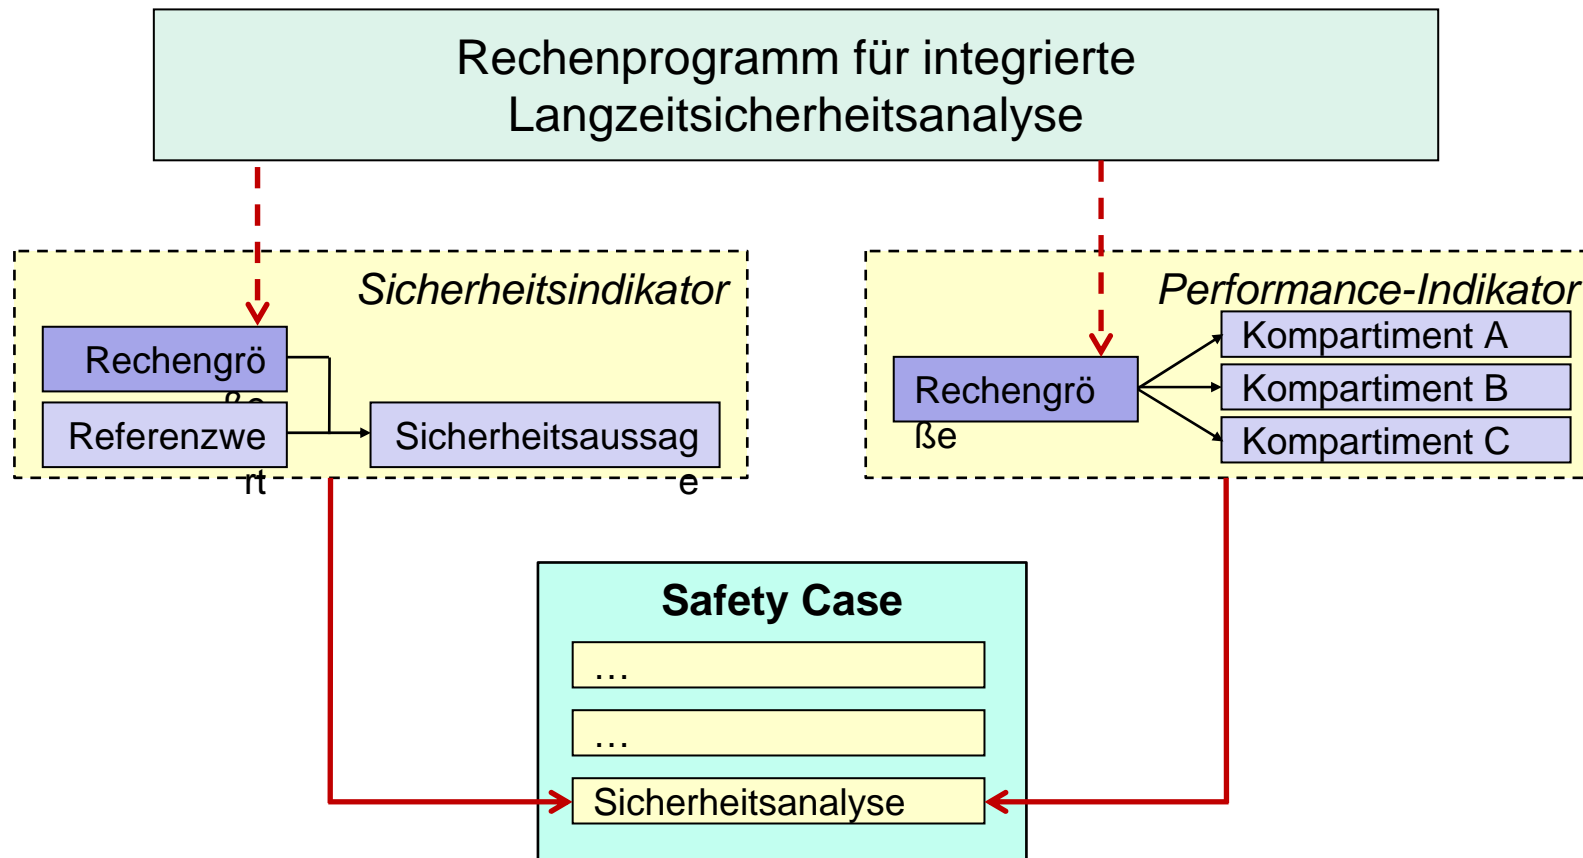 Rechenprogramm für integrierte
Langzeitsicherheitsanalyse
Sicherheitsindikator
Rechengrö
ße
Referenzwe
rt
Sicherheitsaussag
e
Performance-Indikator
Rechengrö
ße
Kompartiment A
Kompartiment B
Kompartiment C
Safety Case
…
…
Sicherheitsanalyse